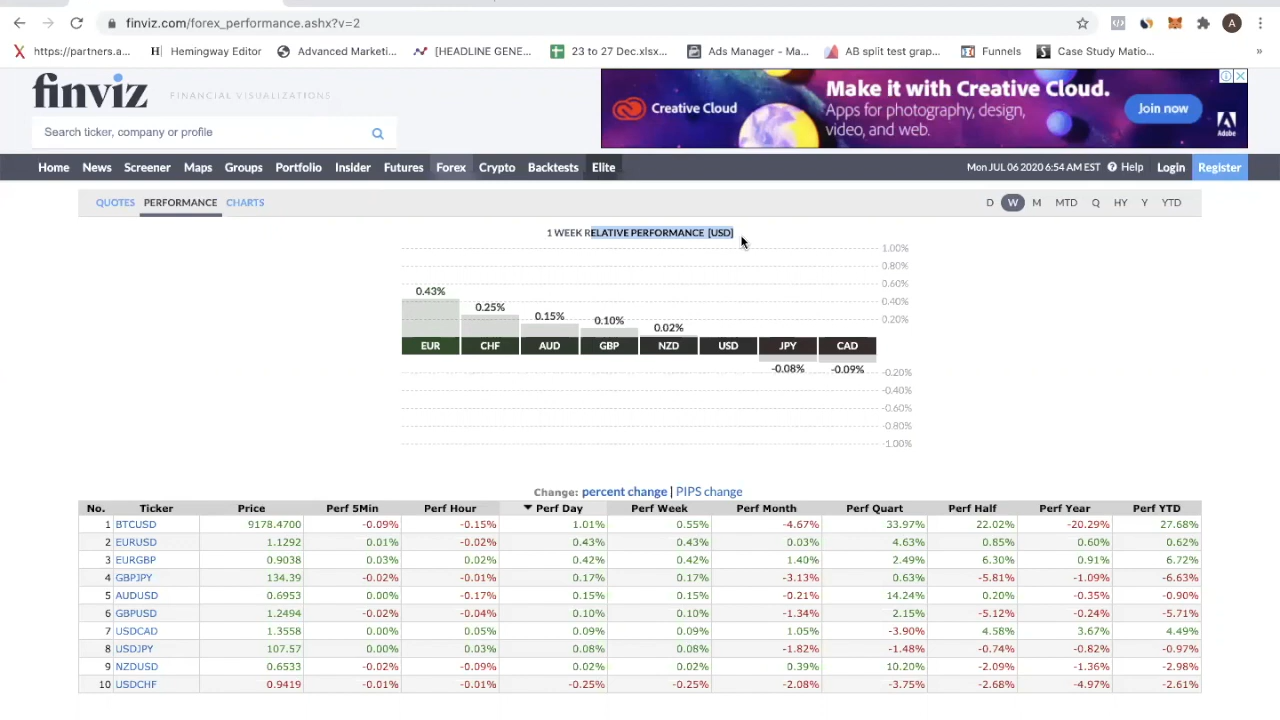 finviz.com/forex_performance.ashx?v=2
A
https://partners.a...
Hemingway Editor
Advanced Marketi...
[HEADLINE GENE...
23 to 27 Dec.xlsx...
Ads Manager - Ma...
AB split test grap...
Funnels
Case Study Matio...
»
finviz FINANCIAL VISUALIZATIONS
Search ticker, company or profile
Creative Cloud
Make it with Creative Cloud.
Apps for photography, design,
video, and web.
Join now
Adobe
Home News Screener Maps Groups Portfolio Insider Futures Forex Crypto Backtests Elite
Mon JUL 06 2020 6:54 AM EST Help Login Register
QUOTES PERFORMANCE CHARTS
D W M MTD Q HY Y YTD
1 WEEK RELATIVE PERFORMANCE [USD]
1.00%
0.80%
0.60%
0.40%
0.20%
-0.20%
-0.40%
-0.60%
-0.80%
-1.00%
0.43%
0.25%
0.15%
0.10%
0.02%
EUR CHF AUD GBP NZD USD JPY CAD
-0.08% -0.09%
Change: percent change | PIPS change
No. Ticker Price Perf 5Min Perf Hour Perf Day Perf Week Perf Month Perf Quart Perf Half Perf Year Perf YTD
1 BTCUSD 9178.4700 -0.09% -0.15% 1.01% 0.55% -4.67% 33.97% 22.02% -20.29% 27.68%
2 EURUSD 1.1292 0.01% -0.02% 0.43% 0.43% 0.03% 4.63% 0.85% 0.60% 0.62%
3 EURGBP 0.9038 0.03% 0.02% 0.42% 0.42% 1.40% 2.49% 6.30% 0.91% 6.72%
4 GBPJPY 134.39 -0.02% -0.01% 0.17% 0.17% -3.13% 0.63% -5.81% -1.09% -6.63%
5 AUDUSD 0.6953 0.00% -0.17% 0.15% 0.15% -0.21% 14.24% 0.20% -0.35% -0.90%
6 GBPUSD 1.2494 -0.02% -0.04% 0.10% 0.10% -1.34% 2.15% -5.12% -0.24% -5.71%
7 USDCAD 1.3558 0.00% 0.05% 0.09% 0.09% 1.05% -3.90% 4.58% 3.67% 4.49%
8 USDJPY 107.57 0.00% 0.03% 0.08% 0.08% -1.82% -1.48% -0.74% -0.82% -0.97%
9 NZDUSD 0.6533 -0.02% -0.09% 0.02% 0.02% 0.39% 10.20% -2.09% -1.36% -2.98%
10 USDCHF 0.9419 -0.01% -0.01% -0.25% -0.25% -2.08% -3.75% -2.68% -4.97% -2.61%